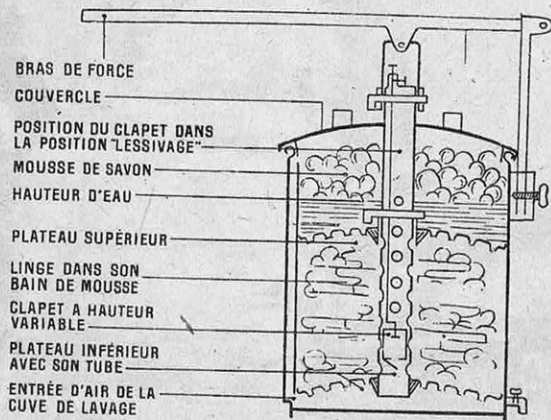 BRAS DE FORCE
COUVERCLE
POSITION DU CLAPET DANS
LA POSITION "LESSIVAGE"
MOUSSE DE SAVON
HAUTEUR D'EAU
PLATEAU SUPÉRIEUR
LINGE DANS SON
BAIN DE MOUSSE
CLAPET A HAUTEUR
VARIABLE
PLATEAU INFÉRIEUR
AVEC SON TUBE
ENTRÉE D'AIR DE LA
CUVE DE LAVAGE